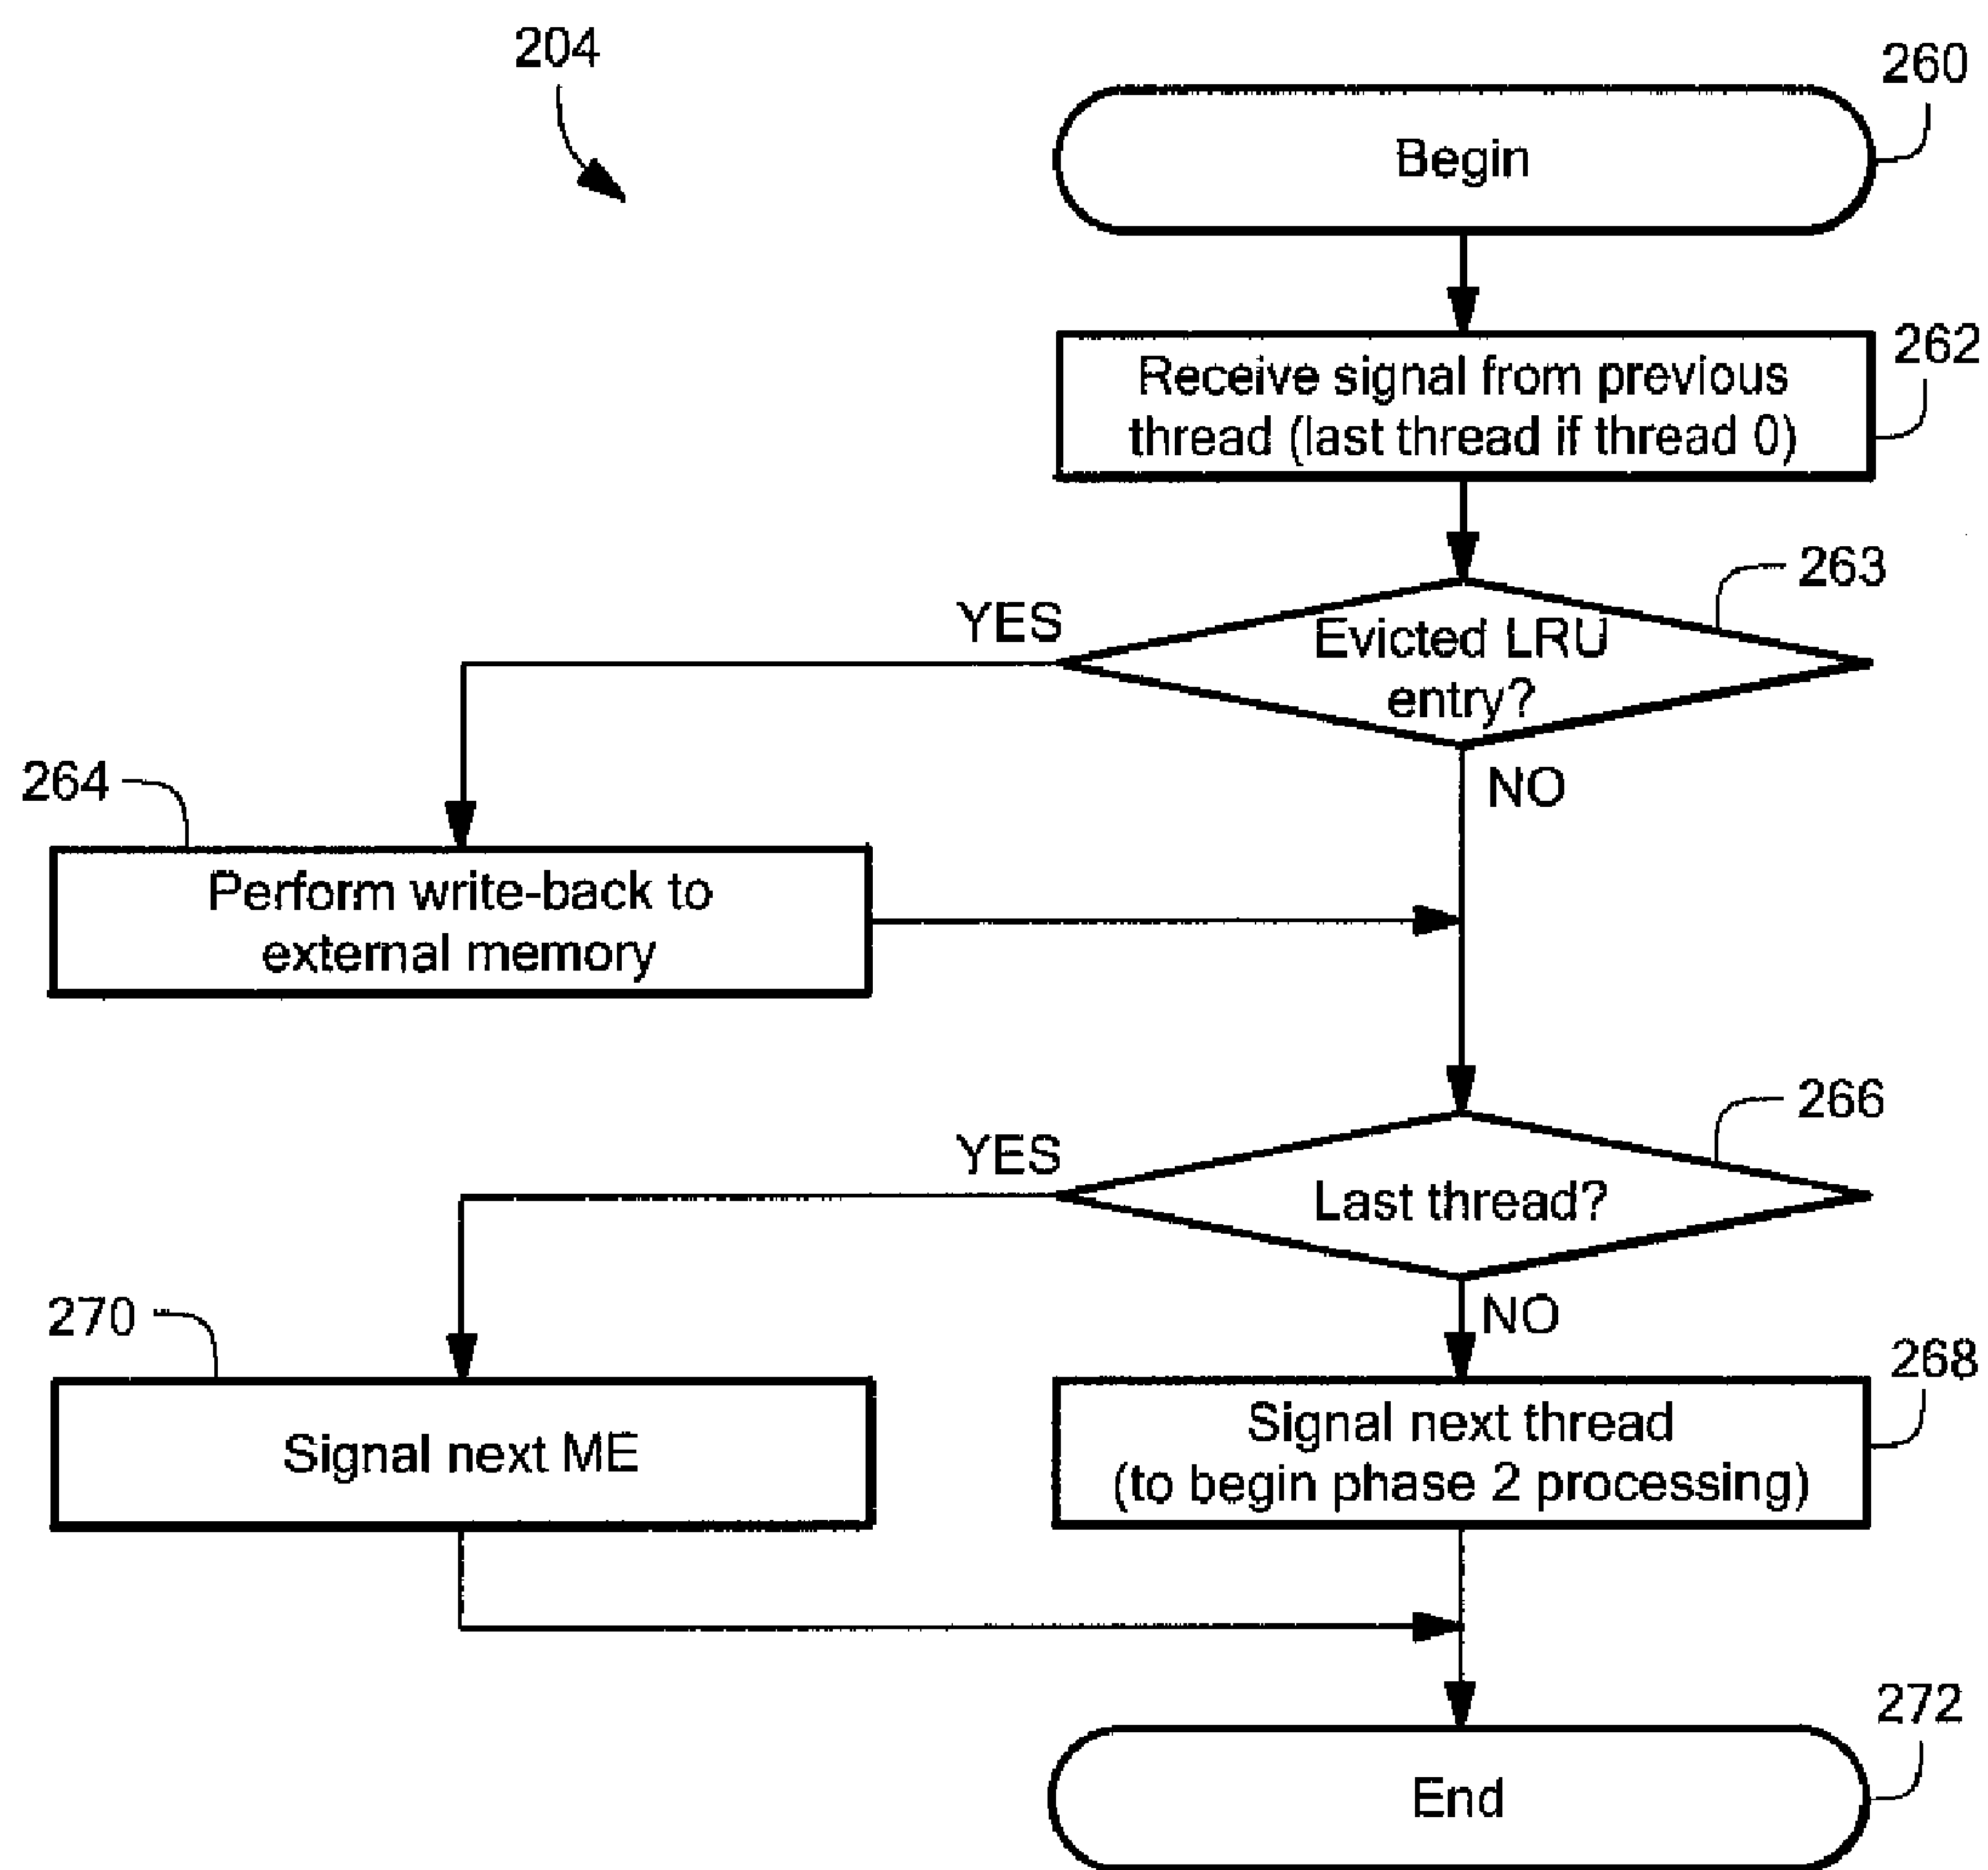 204
260
Begin
262
Receive signal from previous
thread (last thread if thread 0)
263
YES
Evicted LRU
entry?
NO
264
Perform write-back to
external memory
266
YES
Last thread?
NO
270
268
Signal next ME
Signal next thread
(to begin phase 2 processing)
272
End